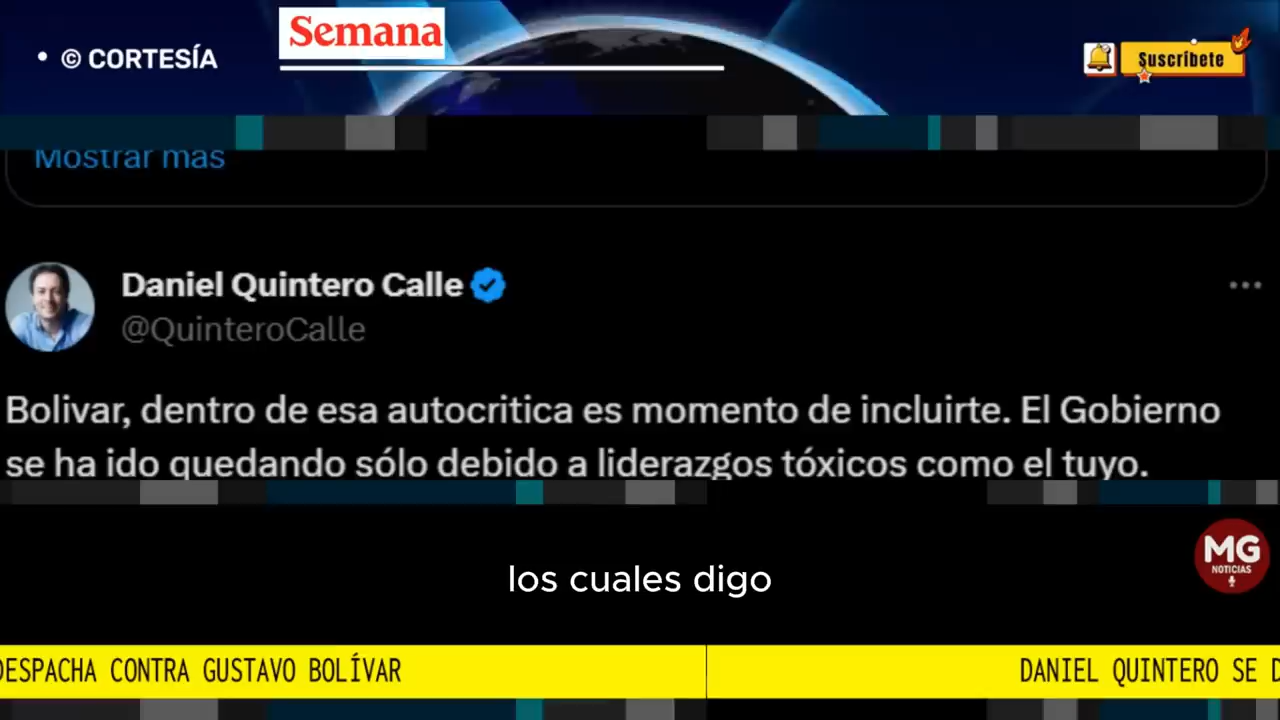 • © CORTESÍA
Semana
Suscríbete
Mostrar más
Daniel Quintero Calle
@QuinteroCalle
Bolivar, dentro de esa autocritica es momento de incluirte. El Gobierno
se ha ido quedando sólo debido a liderazgos tóxicos como el tuyo.
los cuales digo
MG
NOTICIAS
DESPACHA CONTRA GUSTAVO BOLÍVAR
DANIEL QUINTERO SE D